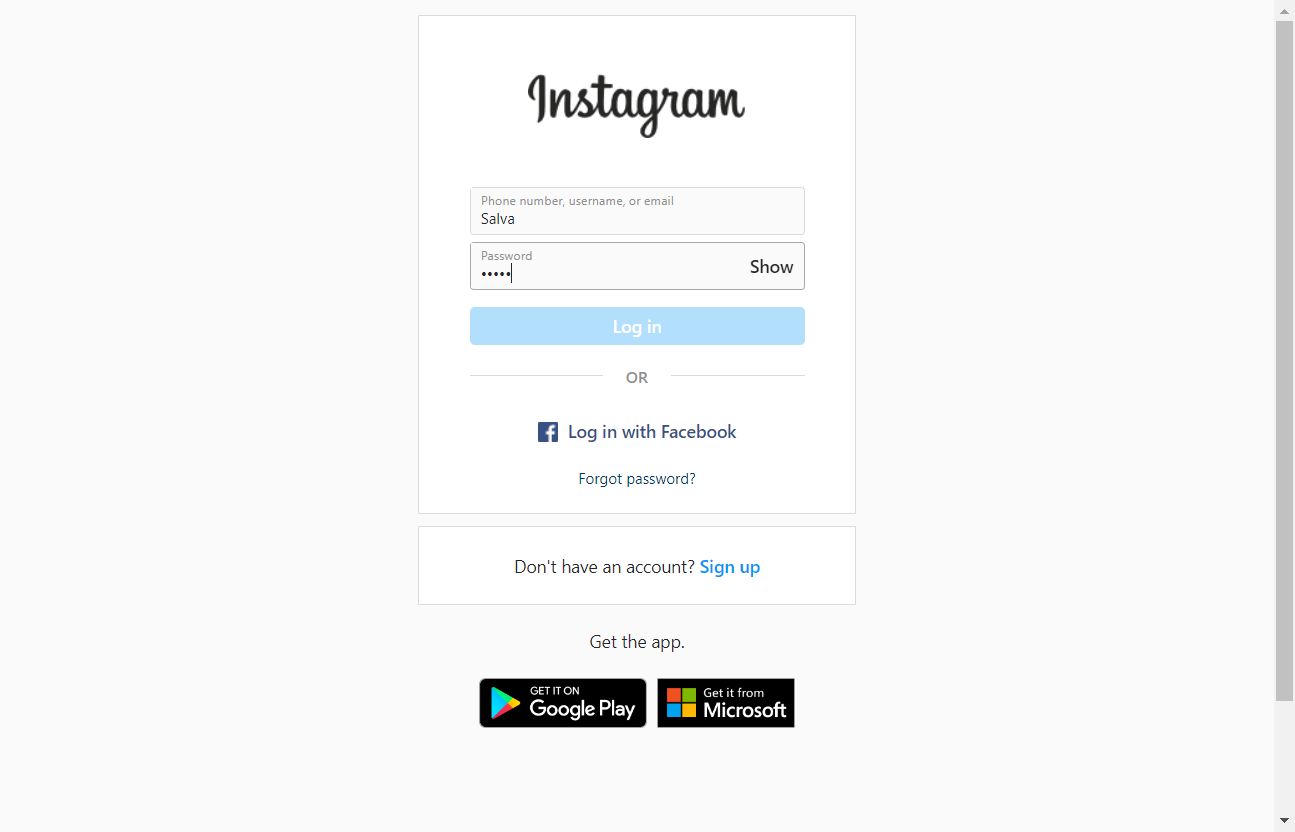 Instagram
Phone number, username, or email
Salva
Password
•••••
Show
Log in
OR
Log in with Facebook
Forgot password?
Don't have an account? Sign up
Get the app.
GET IT ON
Google Play
Get it from
Microsoft